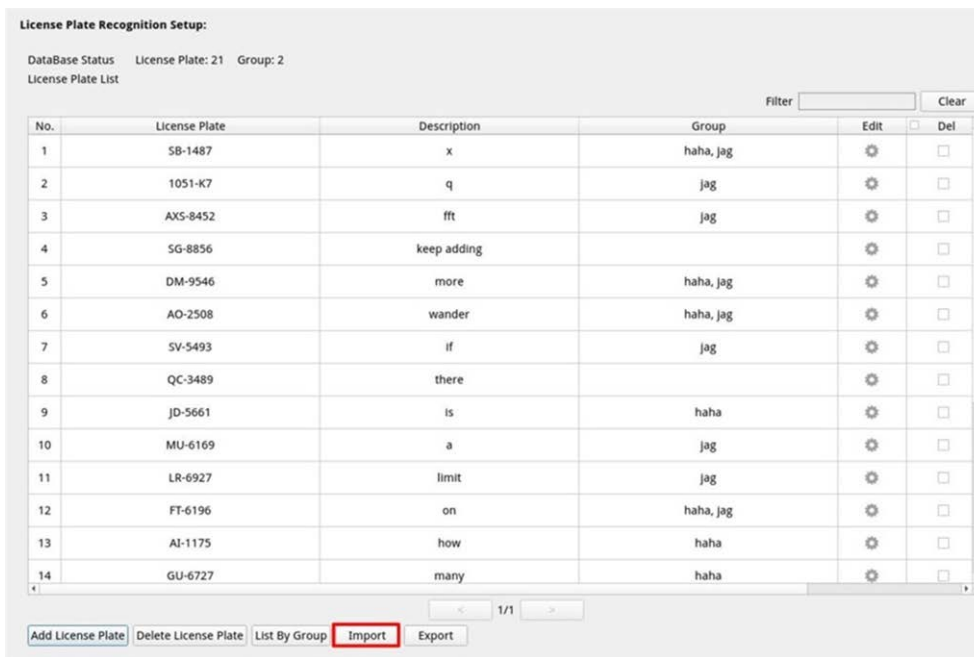 License Plate Recognition Setup:
DataBase Status License Plate: 21 Group: 2
License Plate List
Filter Clear
No. License Plate Description Group Edit Del
1 SB-1487 x haha, jag
2 1051-K7 q jag
3 AXS-8452 fft jag
4 SG-8856 keep adding
5 DM-9546 more haha, jag
6 AO-2508 wander haha, jag
7 SV-5493 if jag
8 QC-3489 there
9 JD-5661 is haha
10 MU-6169 a jag
11 LR-6927 limit jag
12 FT-6196 on haha, jag
13 AI-1175 how haha
14 GU-6727 many haha
< 1/1 >
Add License Plate Delete License Plate List By Group Import Export